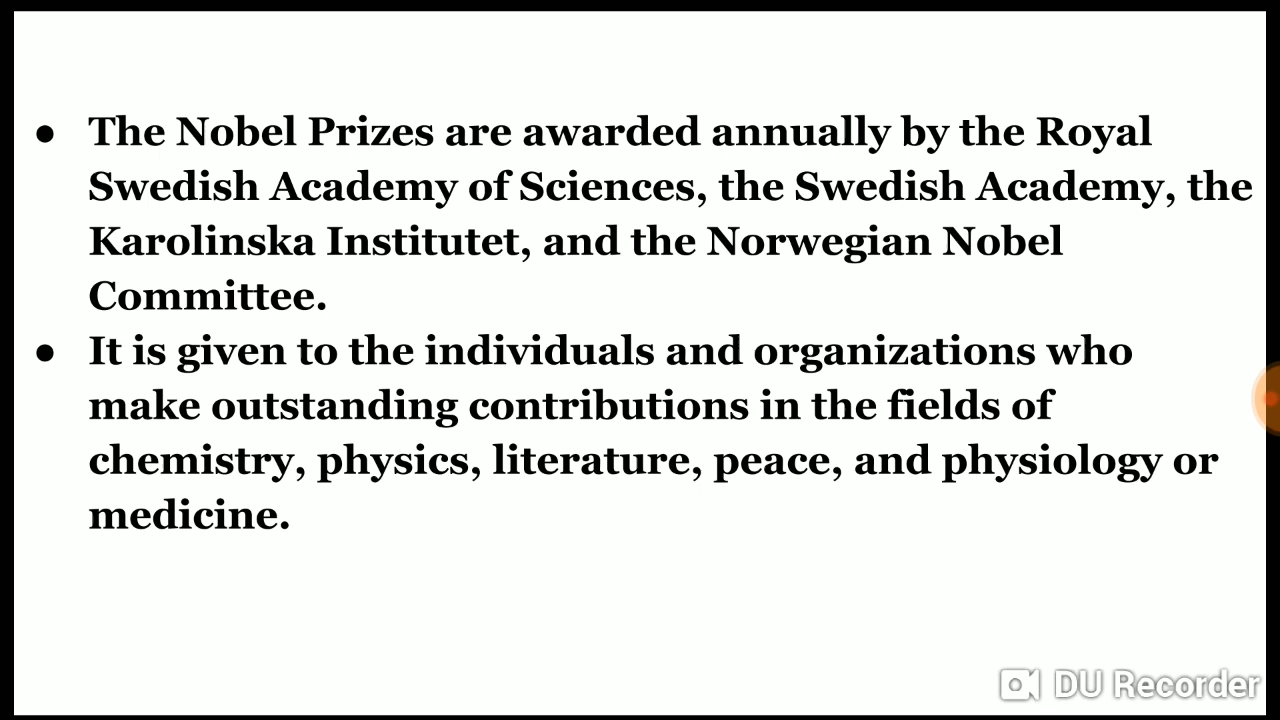 ● The Nobel Prizes are awarded annually by the Royal
Swedish Academy of Sciences, the Swedish Academy, the
Karolinska Institutet, and the Norwegian Nobel
Committee.
● It is given to the individuals and organizations who
make outstanding contributions in the fields of
chemistry, physics, literature, peace, and physiology or
medicine.
DU Recorder